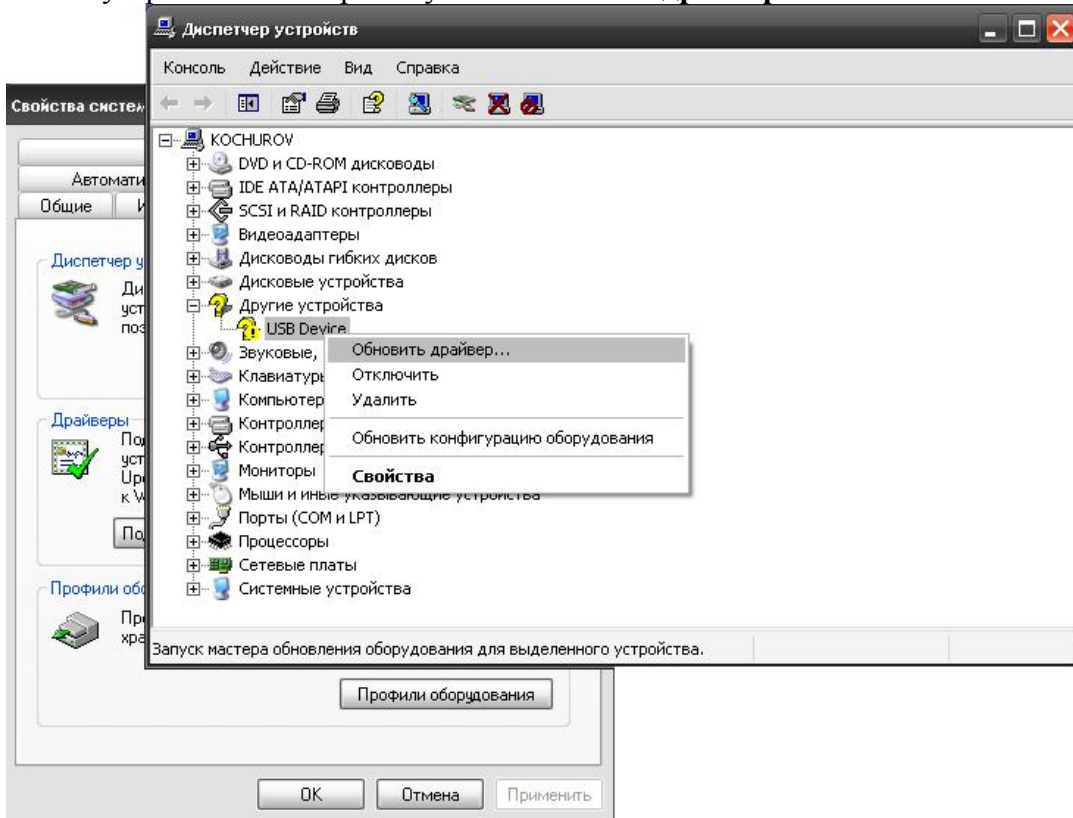 Диспетчер устройств
Консоль Действие Вид Справка
KOCHUROV
DVD и CD-ROM дисководы
IDE ATA/ATAPI контроллеры
SCSI и RAID контроллеры
Видеоадаптеры
Дисководы гибких дисков
Дисковые устройства
Другие устройства
USB Device
Звуковые,
Клавиатуры
Компьютер
Контроллер
Контроллер
Мониторы
Мыши и иные указывающие устройства
Порты (COM и LPT)
Процессоры
Сетевые платы
Системные устройства
Обновить драйвер...
Отключить
Удалить
Обновить конфигурацию оборудования
Свойства
Запуск мастера обновления оборудования для выделенного устройства.
Свойства систем
Автомати
Общие И
Диспетчер у
Ди
уст
поз
Драйверы
По
уст
Up
к W
По
Профили обо
Пр
хра
Профили оборудования
OK Отмена Применить